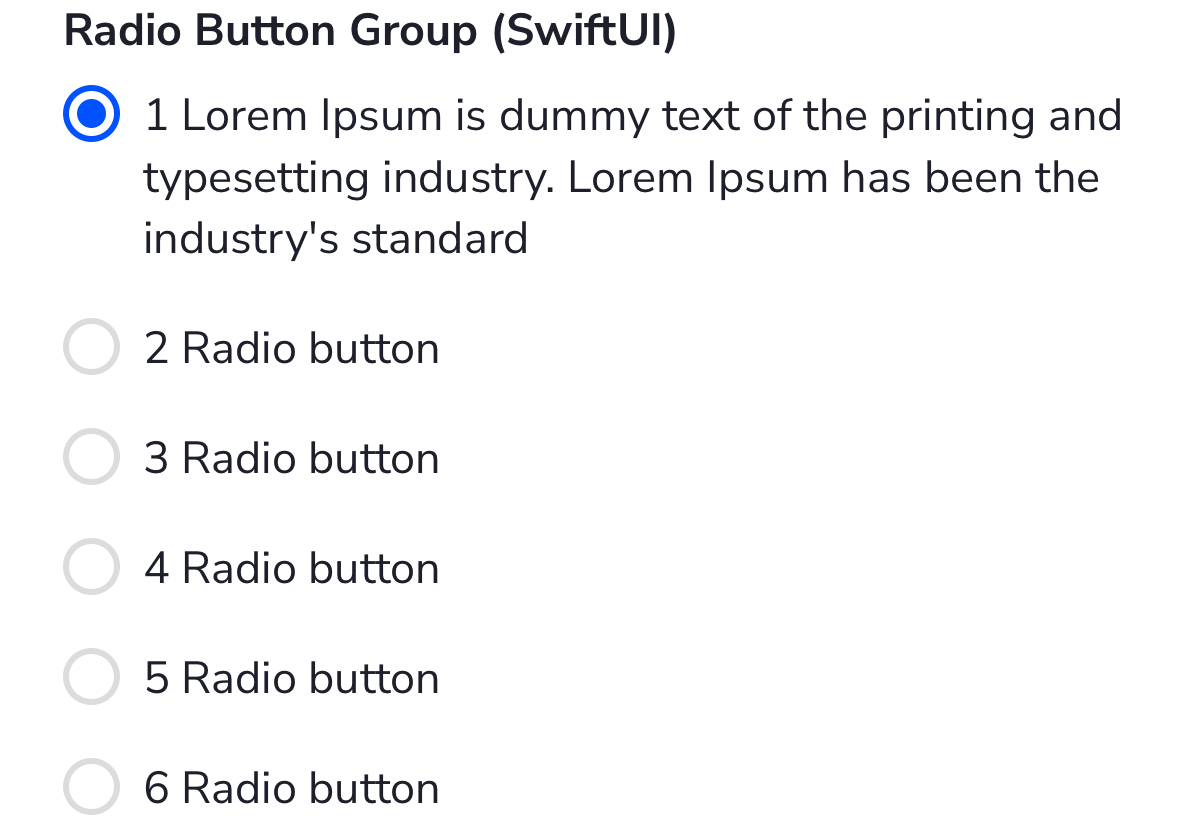 Radio Button Group (SwiftUI)
1 Lorem Ipsum is dummy text of the printing and
typesetting industry. Lorem Ipsum has been the
industry's standard
2 Radio button
3 Radio button
4 Radio button
5 Radio button
6 Radio button